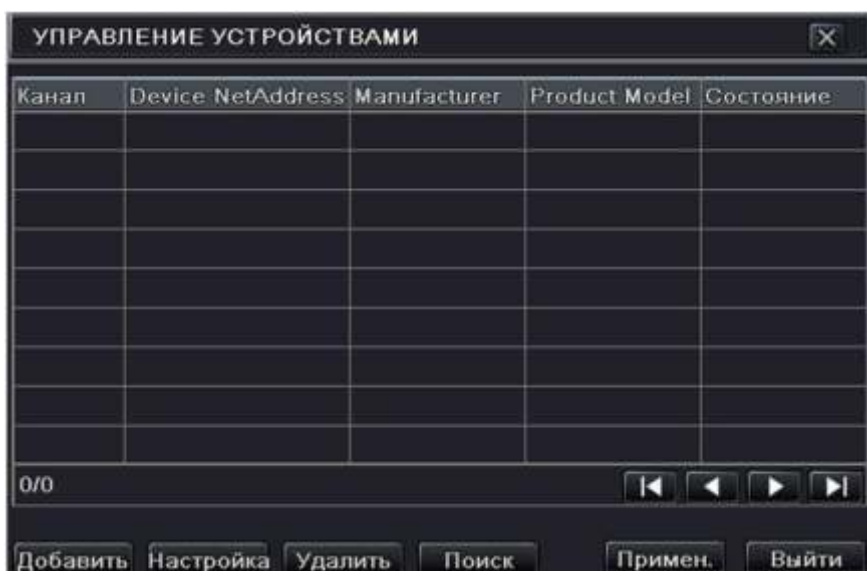 УПРАВЛЕНИЕ УСТРОЙСТВАМИ
Канал Device NetAddress Manufacturer Product Model Состояние
0/0
Добавить Настройка Удалить Поиск Примен. Выйти